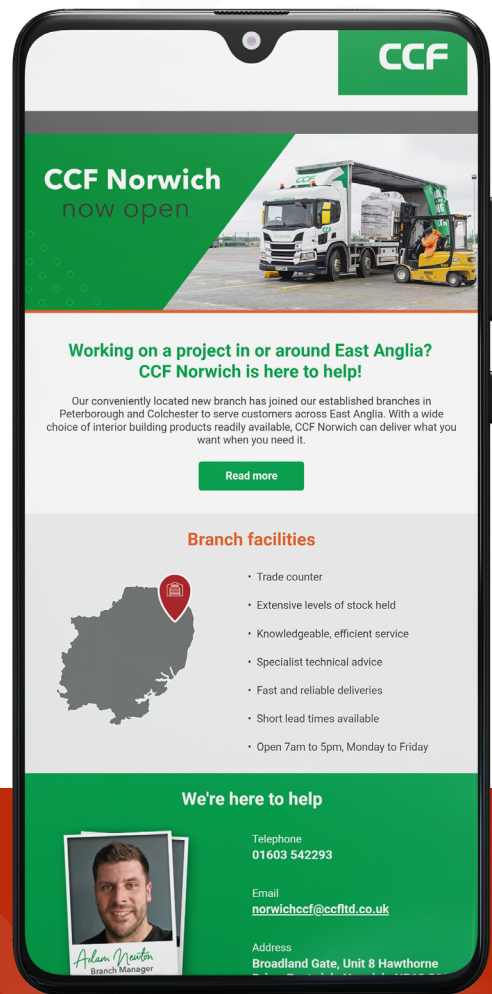 CCF
CCF Norwich
now open
Working on a project in or around East Anglia?
CCF Norwich is here to help!
Our conveniently located new branch has joined our established branches in
Peterborough and Colchester to serve customers across East Anglia. With a wide
choice of interior building products readily available, CCF Norwich can deliver what you
want when you need it.
Read more
Branch facilities
• Trade counter
• Extensive levels of stock held
• Knowledgeable, efficient service
• Specialist technical advice
• Fast and reliable deliveries
• Short lead times available
• Open 7am to 5pm, Monday to Friday
We're here to help
Telephone
01603 542293
Email
norwichccf@ccfltd.co.uk
Address
Broadland Gate, Unit 8 Hawthorne
Adam Newton
Branch Manager